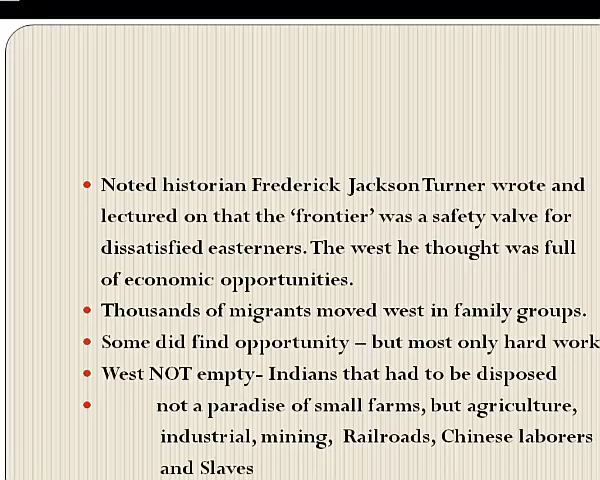 Noted historian Frederick Jackson Turner wrote and
lectured on that the ‘frontier’ was a safety valve for
dissatisfied easterners. The west he thought was full
of economic opportunities.
Thousands of migrants moved west in family groups.
Some did find opportunity – but most only hard work
West NOT empty- Indians that had to be disposed
not a paradise of small farms, but agriculture,
industrial, mining, Railroads, Chinese laborers
and Slaves